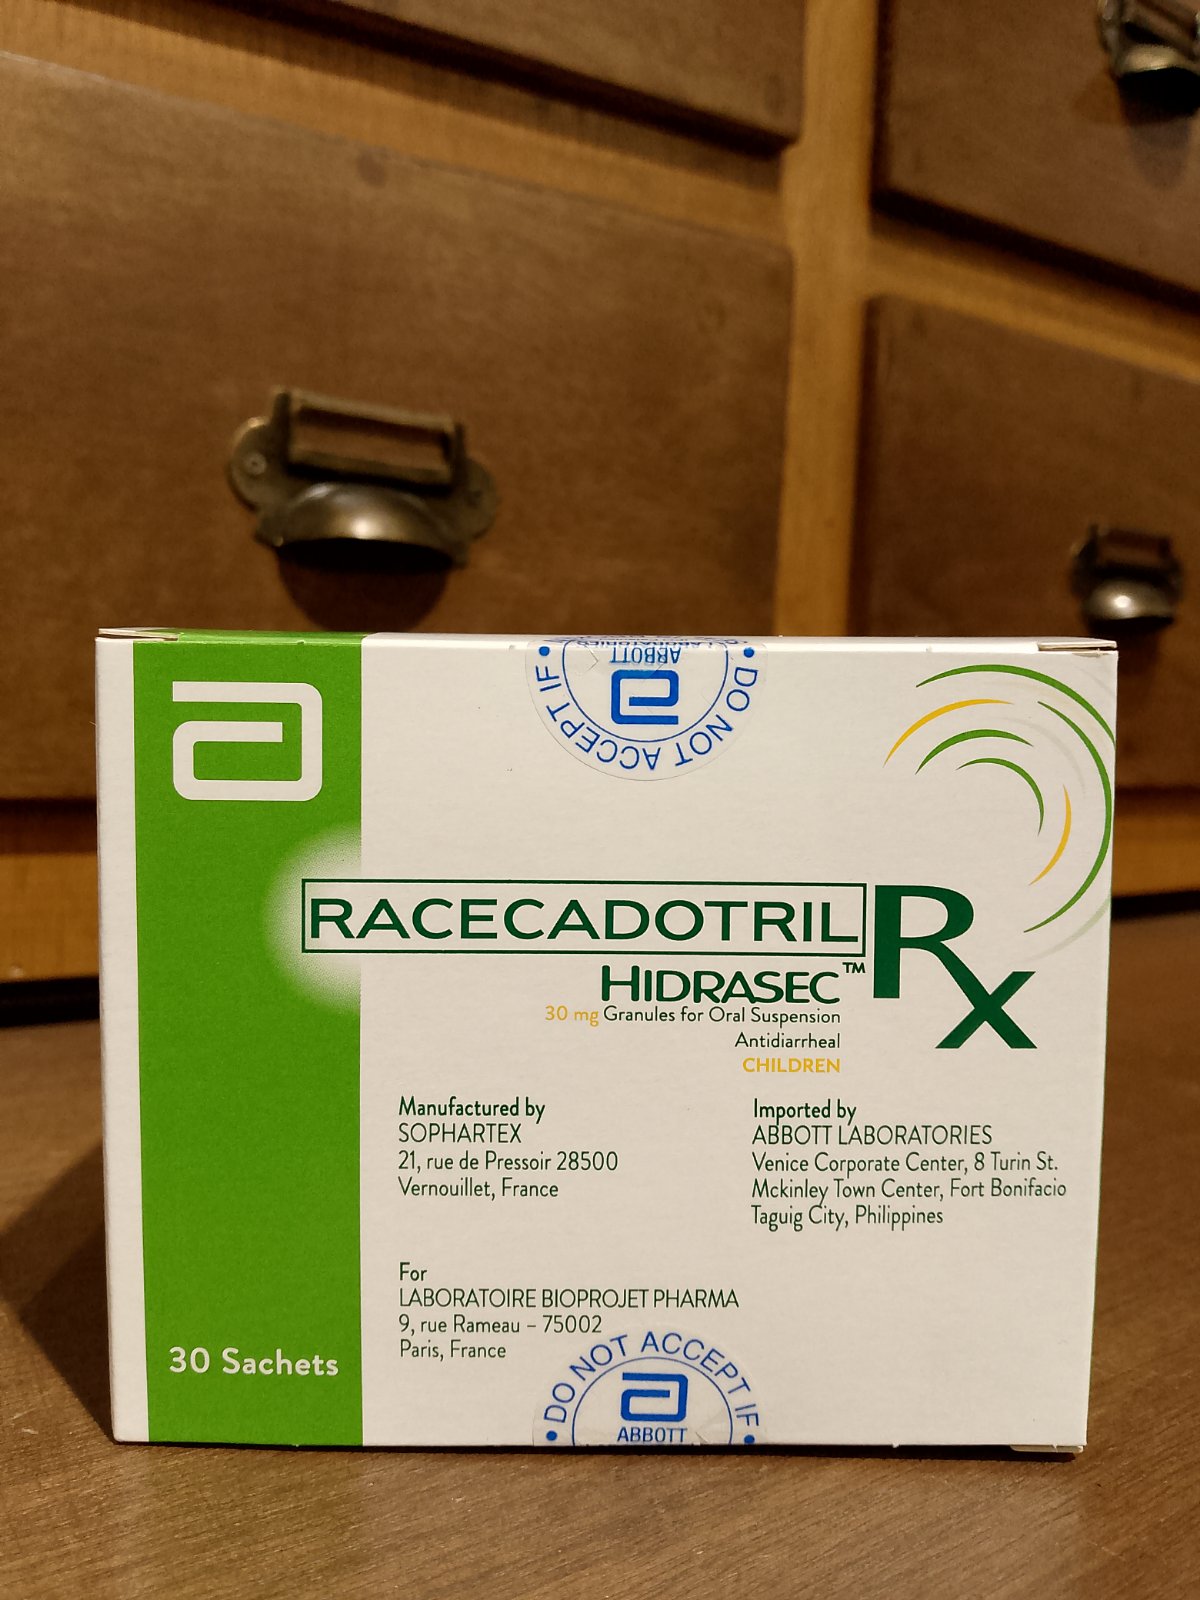 DO NOT ACCEPT IF
ABBOTT
RACECADOTRIL
Rx
HIDRASEC™
30 mg Granules for Oral Suspension
Antidiarrheal
CHILDREN
Manufactured by
SOPHARTEX
21, rue de Pressoir 28500
Vernouillet, France
Imported by
ABBOTT LABORATORIES
Venice Corporate Center, 8 Turin St.
Mckinley Town Center, Fort Bonifacio
Taguig City, Philippines
For
LABORATOIRE BIOPROJET PHARMA
9, rue Rameau – 75002
Paris, France
30 Sachets
DO NOT ACCEPT IF
ABBOTT